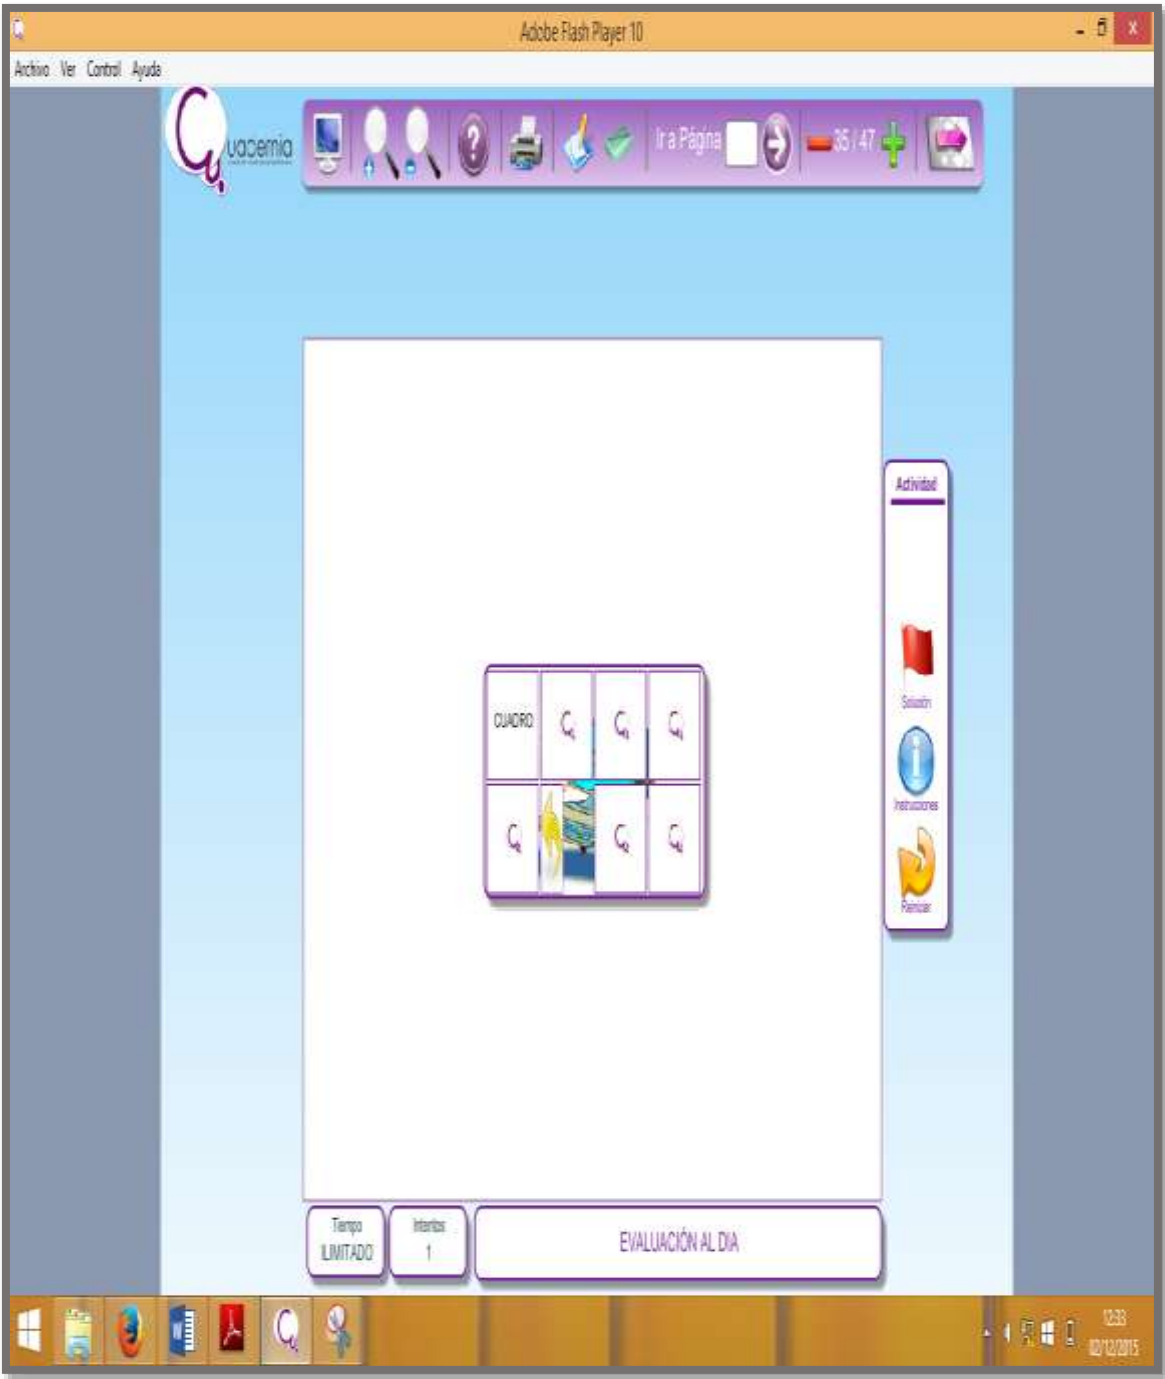 Adobe Flash Player 10
Archivo Ver Control Ayuda
uadernia
Ir a Página 35 / 47
Actividad
Solución
Instrucciones
Reiniciar
CUADRO
Tiempo
ILIMITADO
Intentos
1
EVALUACIÓN AL DIA
12:33
02/12/2015